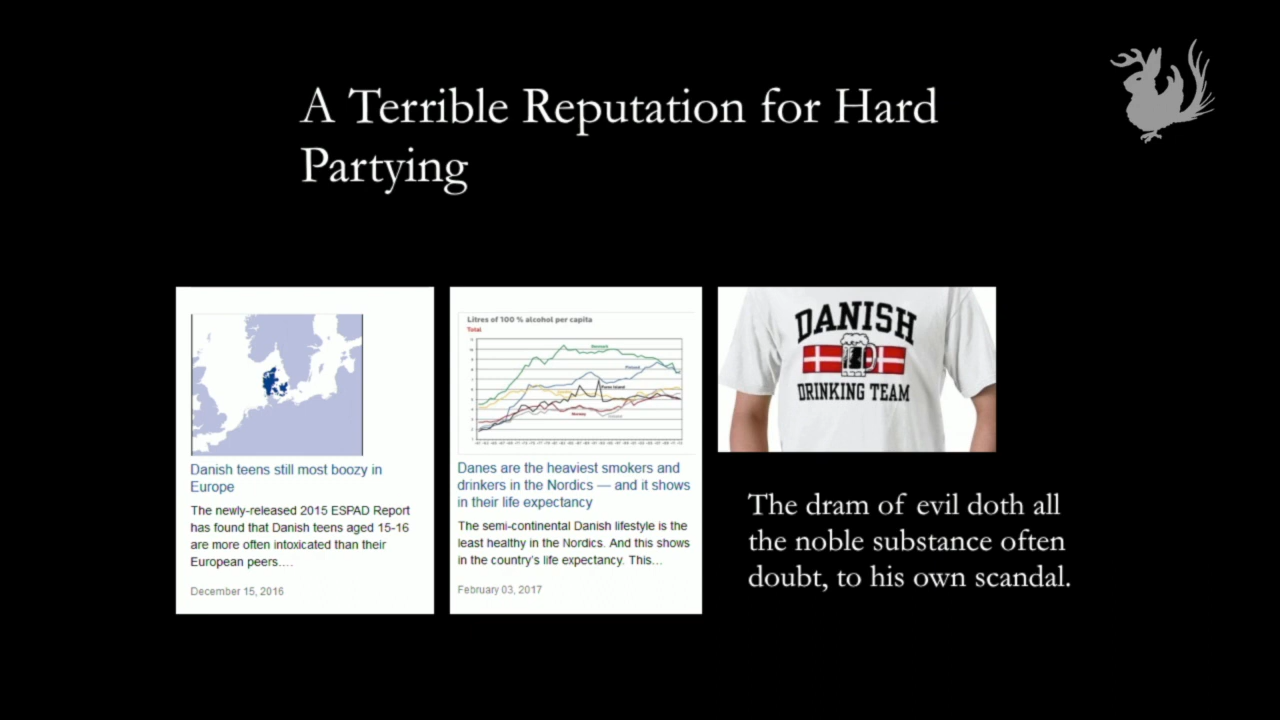 A Terrible Reputation for Hard
Partying
Danish teens still most boozy in
Europe
The newly-released 2015 ESPAD Report
has found that Danish teens aged 15-16
are more often intoxicated than their
European peers....
December 15, 2016
Litres of 100 % alcohol per capita
Total
Denmark
Finland
Faroe Island
Norway
Danes are the heaviest smokers and
drinkers in the Nordics — and it shows
in their life expectancy
The semi-continental Danish lifestyle is the
least healthy in the Nordics. And this shows
in the country's life expectancy. This...
February 03, 2017
DANISH
DRINKING TEAM
The dram of evil doth all
the noble substance often
doubt, to his own scandal.